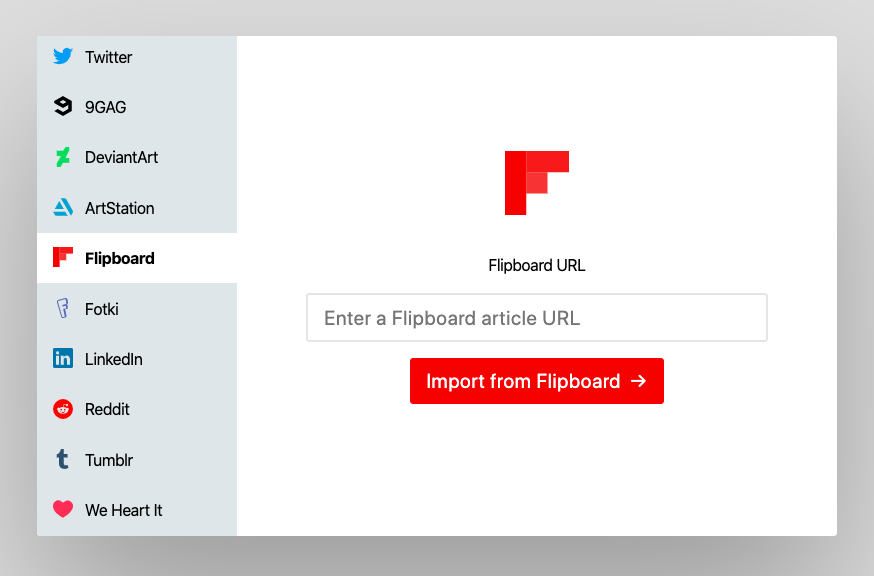 Twitter
9GAG
DeviantArt
ArtStation
Flipboard
Fotki
LinkedIn
Reddit
Tumblr
We Heart It
Flipboard URL
Enter a Flipboard article URL
Import from Flipboard →